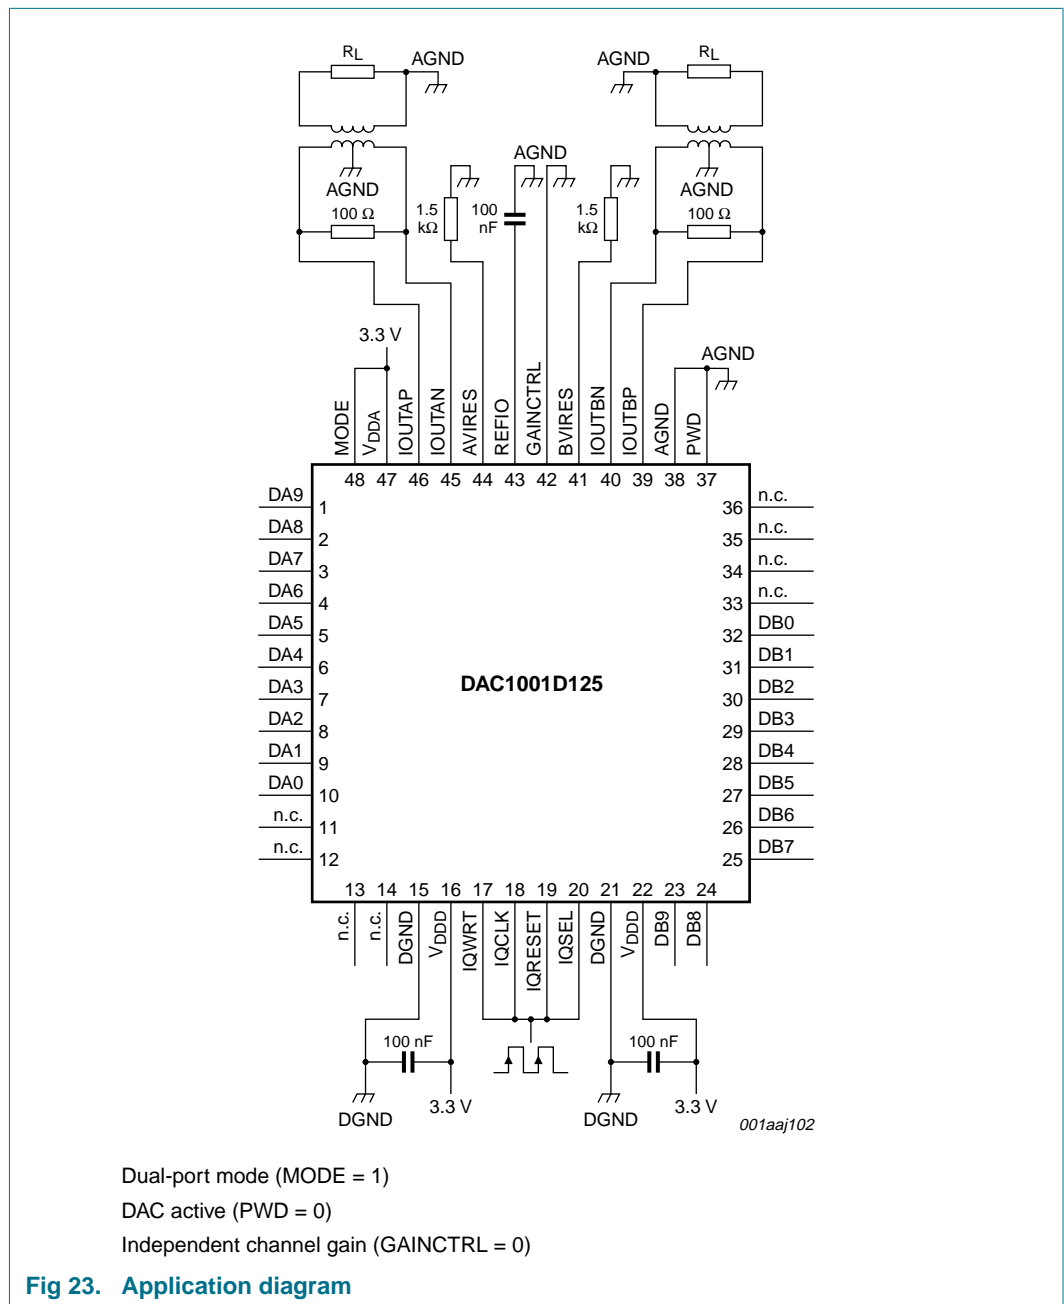 RL
AGND
AGND
RL
AGND
AGND
AGND
100 Ω
1.5 kΩ
100 nF
1.5 kΩ
100 Ω
3.3 V
AGND
MODE
VDDA
IOUTAP
IOUTAN
AVIRES
REFIO
GAINCTRL
BVIRES
IOUTBN
IOUTBP
AGND
PWD
48 47 46 45 44 43 42 41 40 39 38 37
DA9 1
DA8 2
DA7 3
DA6 4
DA5 5
DA4 6
DA3 7
DA2 8
DA1 9
DA0 10
n.c. 11
n.c. 12
DAC1001D125
36 n.c.
35 n.c.
34 n.c.
33 n.c.
32 DB0
31 DB1
30 DB2
29 DB3
28 DB4
27 DB5
26 DB6
25 DB7
13 14 15 16 17 18 19 20 21 22 23 24
n.c.
n.c.
DGND
VDDD
IQWRT
IQCLK
IQRESET
IQSEL
DGND
VDDD
DB9
DB8
100 nF
100 nF
DGND
3.3 V
DGND
3.3 V
001aaj102
Dual-port mode (MODE = 1)
DAC active (PWD = 0)
Independent channel gain (GAINCTRL = 0)
Fig 23. Application diagram